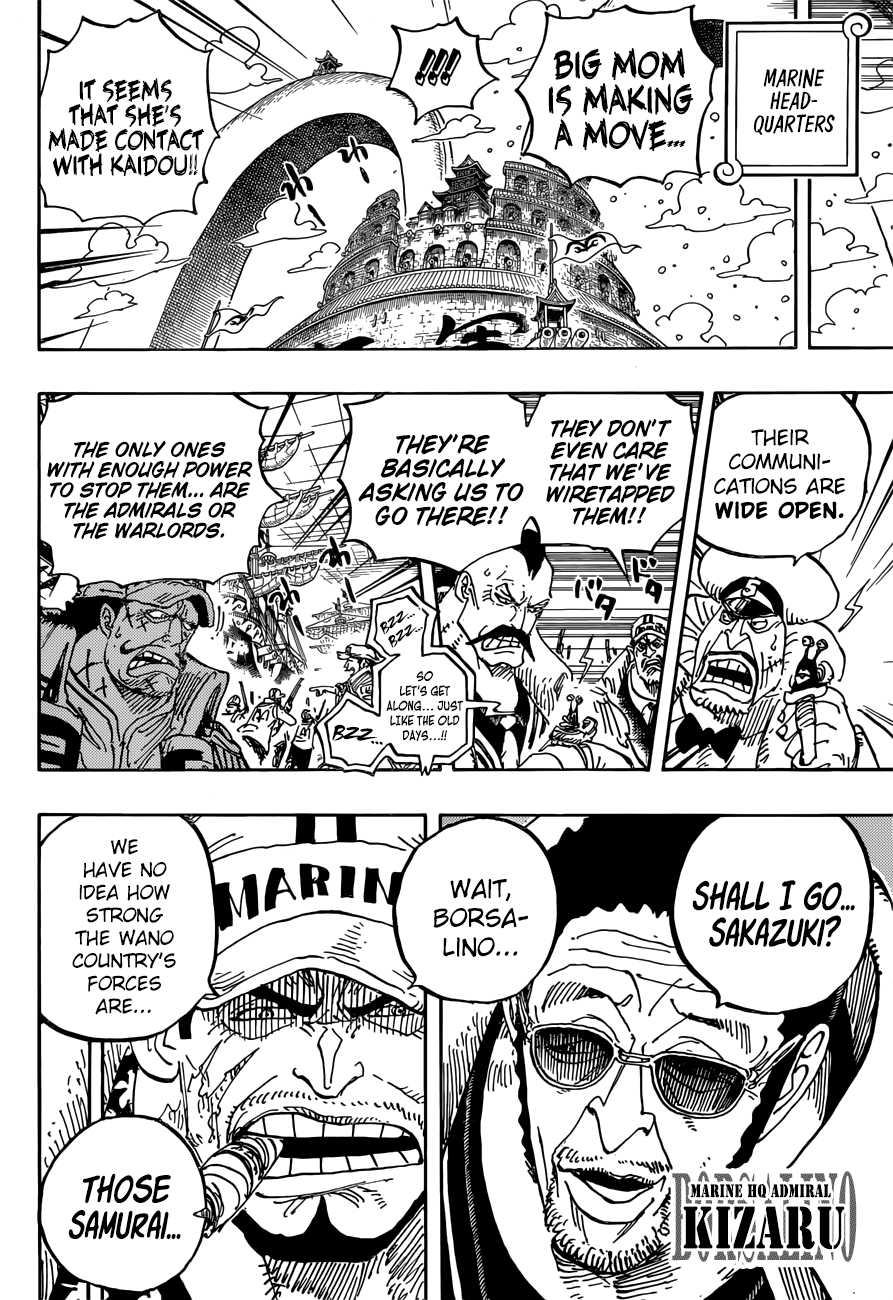 MARINE
HEAD-
QUARTERS
BIG MOM
IS MAKING
A MOVE...
!!!!
IT SEEMS
THAT SHE'S
MADE CONTACT
WITH KAIDOU!!
THEIR
COMMUNI-
CATIONS ARE
WIDE OPEN.
THEY DON'T
EVEN CARE
THAT WE'VE
WIRETAPPED
THEM!!
THEY'RE
BASICALLY
ASKING US TO
GO THERE!!
バタ
バタ
BZZ...
BZZ...
SO
LET'S GET
ALONG... JUST
LIKE THE OLD
DAYS...!!
BZZ...
THE ONLY ONES
WITH ENOUGH POWER
TO STOP THEM... ARE
THE ADMIRALS OR
THE WARLORDS.
SHALL I GO...
SAKAZUKI?
MARINE HQ ADMIRAL
KIZARU
BORSALINO
WAIT,
BORSA-
LINO...
MARIN
WE
HAVE NO
IDEA HOW
STRONG
THE WANO
COUNTRY'S
FORCES
ARE...
THOSE
SAMURAI...